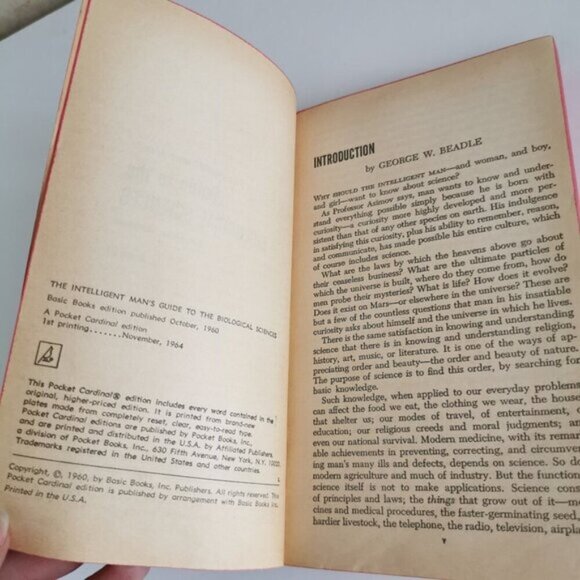 THE INTELLIGENT MAN'S GUIDE TO THE BIOLOGICAL SCIENCES
Basic Books edition published October, 1960
A Pocket Cardinal edition
1st printing.......November, 1964
This Pocket Cardinal® edition includes every word contained in the
original, higher-priced edition. It is printed from brand-new
plates made from completely reset, clear, easy-to-read type.
Pocket Cardinal editions are published by Pocket Books, Inc.,
and are printed and distributed in the U.S.A. by Affiliated Publishers,
a division of Pocket Books, Inc., 630 Fifth Avenue, New York, N.Y. 10020.
Trademarks registered in the United States and other countries.
L
Copyright, ©, 1960, by Basic Books, Inc. Publishers. All rights reserved. This
Pocket Cardinal edition is published by arrangement with Basic Books, Inc.
Printed in the U.S.A.
INTRODUCTION
by GEORGE W. BEADLE
WHY SHOULD THE INTELLIGENT MAN—and woman, and boy,
and girl—want to know about science?
As Professor Asimov says, man wants to know and under-
stand everything possible simply because he is born with
curiosity—a curiosity more highly developed and more per-
sistent than that of any other species on earth. His indulgence
in satisfying this curiosity, plus his ability to remember, reason,
and communicate, has made possible his entire culture, which
of course includes science.
What are the laws by which the heavens above go about
their ceaseless business? What are the ultimate particles of
which the universe is built, where do they come from, how do
men probe their mysteries? What is life? How does it evolve?
Does it exist on Mars—or elsewhere in the universe? These are
but a few of the countless questions that man in his insatiable
curiosity asks about himself and the universe in which he lives.
There is the same satisfaction in knowing and understanding
science that there is in knowing and understanding religion,
history, art, music, or literature. It is one of the ways of ap-
preciating order and beauty—the order and beauty of nature.
The purpose of science is to find this order, by searching for
basic knowledge.
Such knowledge, when applied to our everyday problems
can affect the food we eat, the clothing we wear, the house
that shelter us; our modes of travel, of entertainment, o
education; our religious creeds and moral judgments; an
even our national survival. Modern medicine, with its remar
able achievements in preventing, correcting, and circumven
ing man's many ills and defects, depends on science. So do
modern agriculture and much of industry. But the function
science itself is not to make applications. Science cons
of principles and laws; the things that grow out of it—me
cines and medical procedures, the faster-germinating seed,
hardier livestock, the telephone, the radio, television, airpla
v